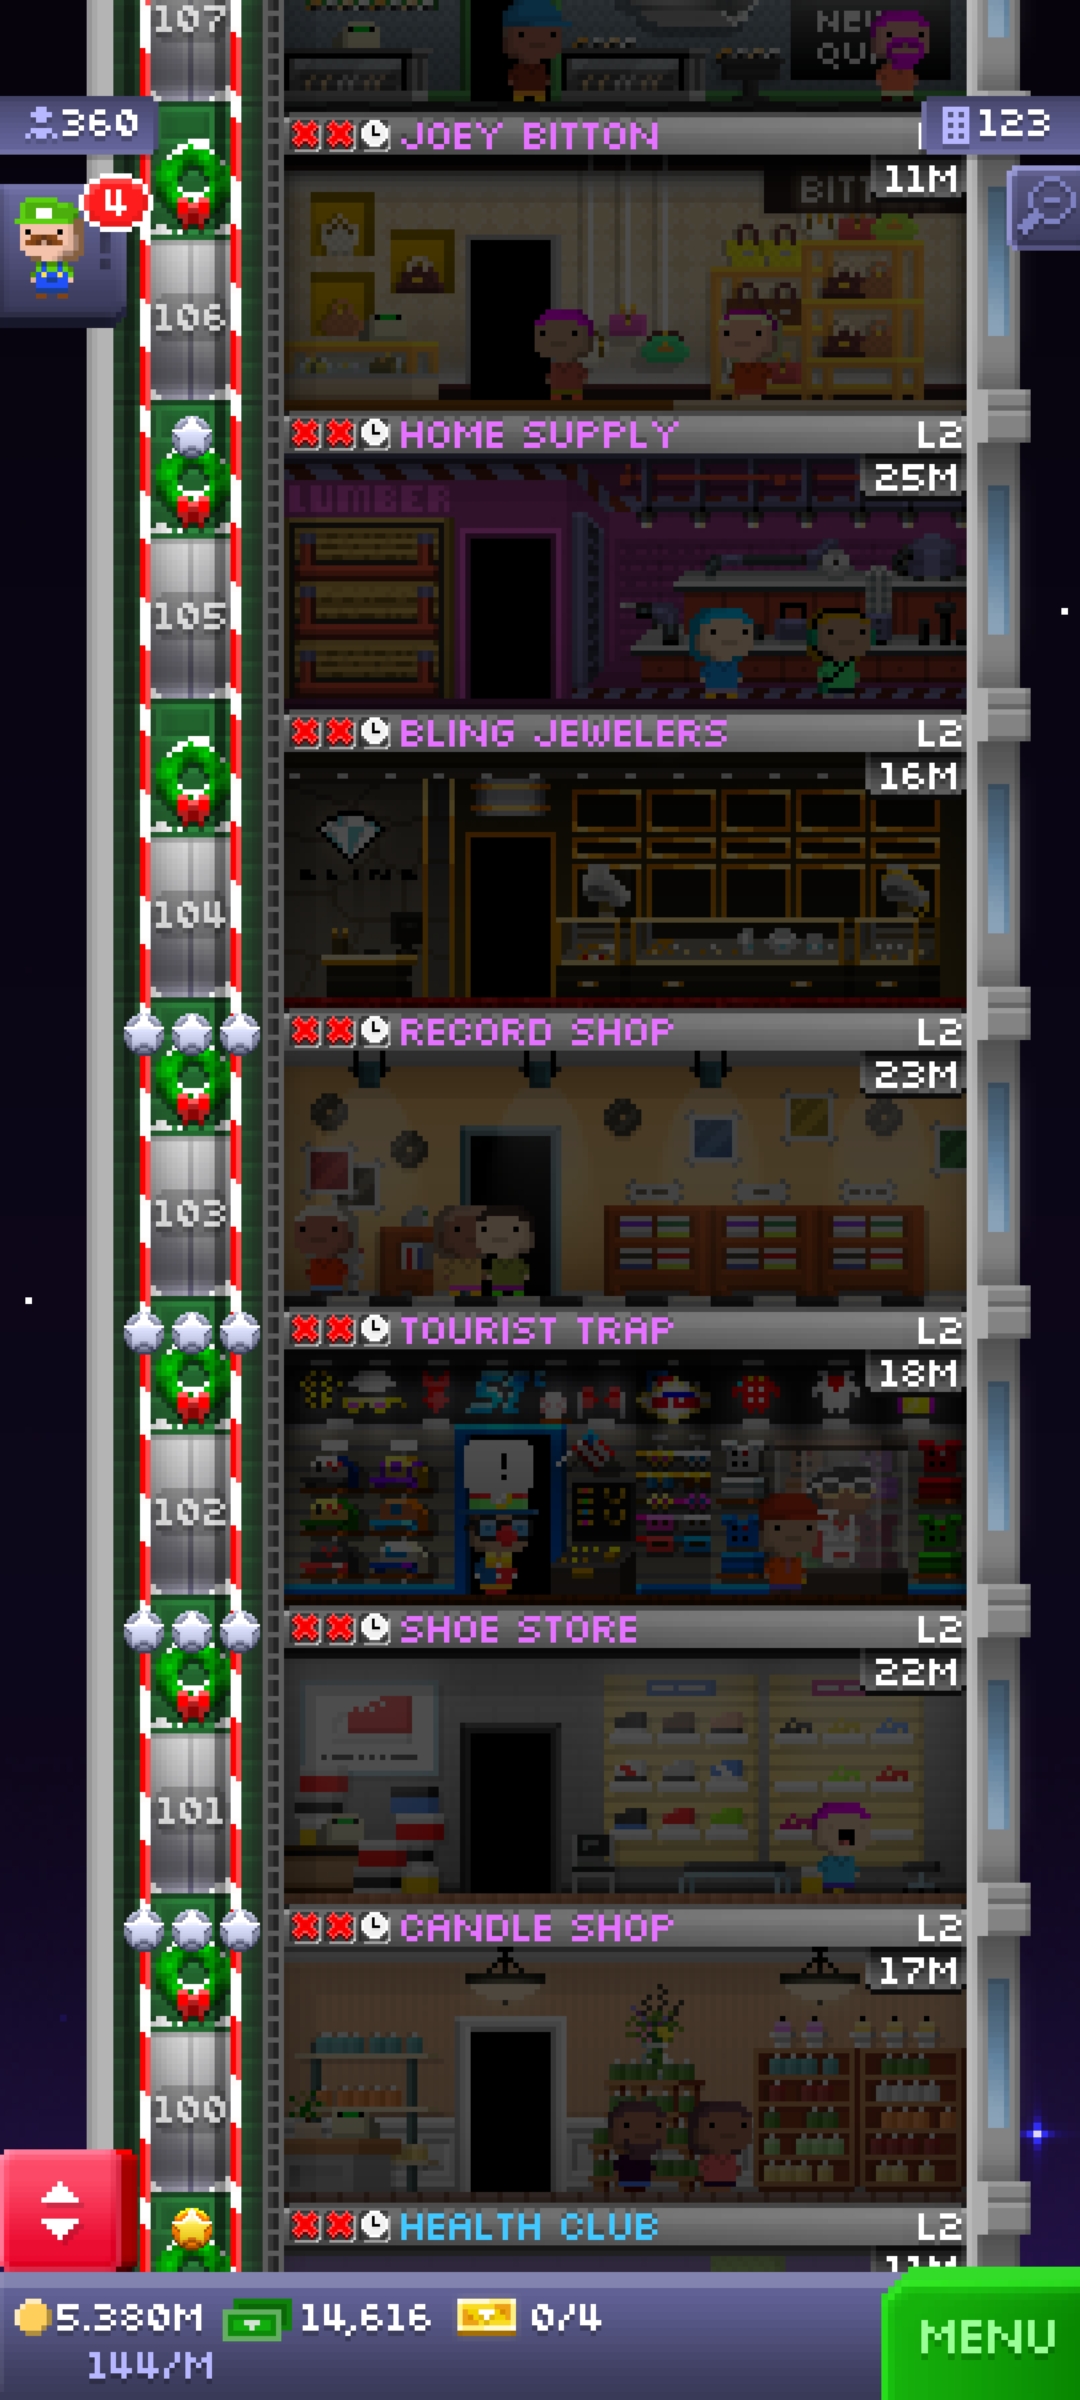 107
NEW
QU
360
JOEY BITTON
123
4
11M
BITT
106
HOME SUPPLY L2
25M
LUMBER
105
BLING JEWELERS L2
16M
BLING
104
RECORD SHOP L2
23M
103
TOURIST TRAP L2
18M
!
102
SHOE STORE L2
22M
101
CANDLE SHOP L2
17M
100
HEALTH CLUB L2
11M
5.380M 14,616 0/4
144/M
MENU